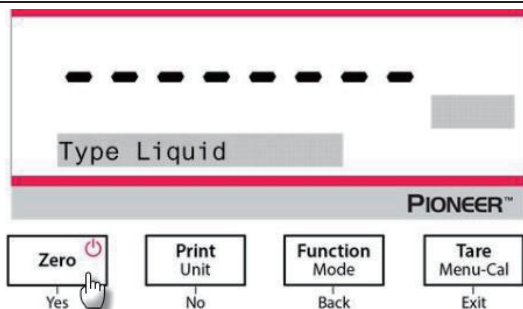 --------
Type Liquid
PIONEER™
Zero Print Function Tare
Unit Mode Menu-Cal
Yes No Back Exit